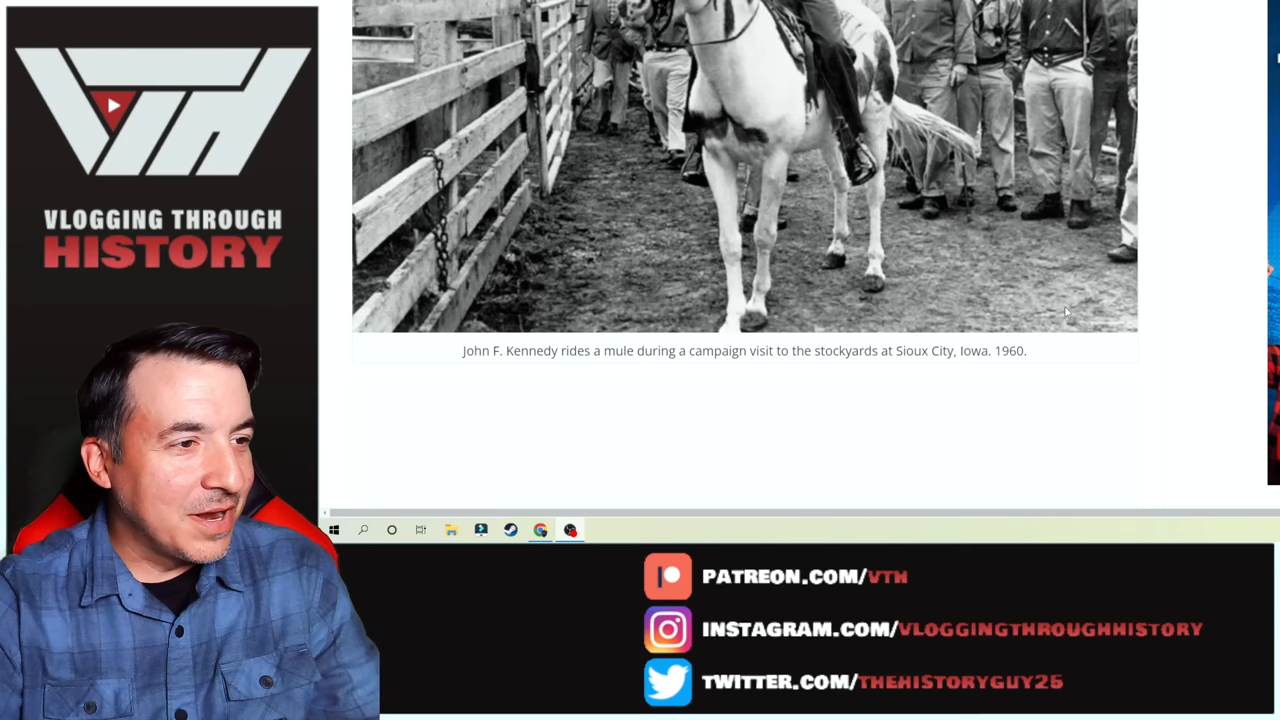 VTH
VLOGGING THROUGH
HISTORY
John F. Kennedy rides a mule during a campaign visit to the stockyards at Sioux City, Iowa. 1960.
PATREON.COM/VTH
INSTAGRAM.COM/VLOGGINGTHROUGHHISTORY
TWITTER.COM/THEHISTORYGUY25